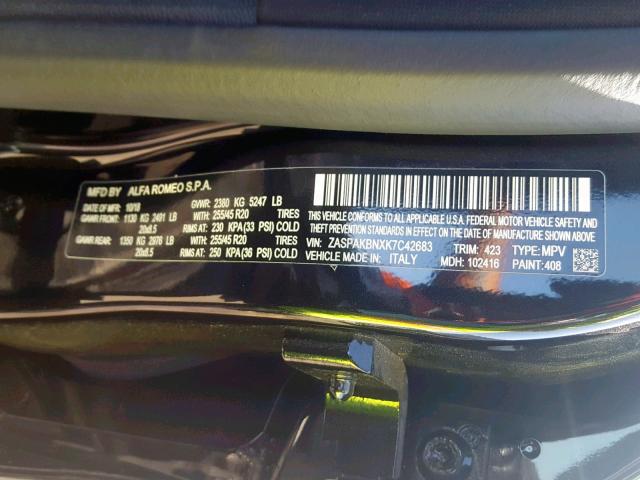 MFD BY ALFA ROMEO S.P.A.
DATE OF MFR: 10/18 GVWR: 2380 KG 5247 LB
GAWR FRONT: 1130 KG 2491 LB WITH: 255/45 R20 TIRES
20x8.5 RIMS AT: 230 KPA(33 PSI) COLD
GAWR REAR: 1350 KG 2976 LB WITH: 255/45 R20 TIRES
20x8.5 RIMS AT: 250 KPA(36 PSI) COLD
THIS VEHICLE CONFORMS TO ALL APPLICABLE U.S.A. FEDERAL MOTOR VEHICLE SAFETY
AND THEFT PREVENTION STANDARDS IN EFFECT ON THE DATE OF MANUFACTURE SHOWN ABOVE.
VIN: ZASPAKBNXK7C42683 TRIM: 423 TYPE: MPV
VEHICLE MADE IN: ITALY MDH: 102416 PAINT: 408